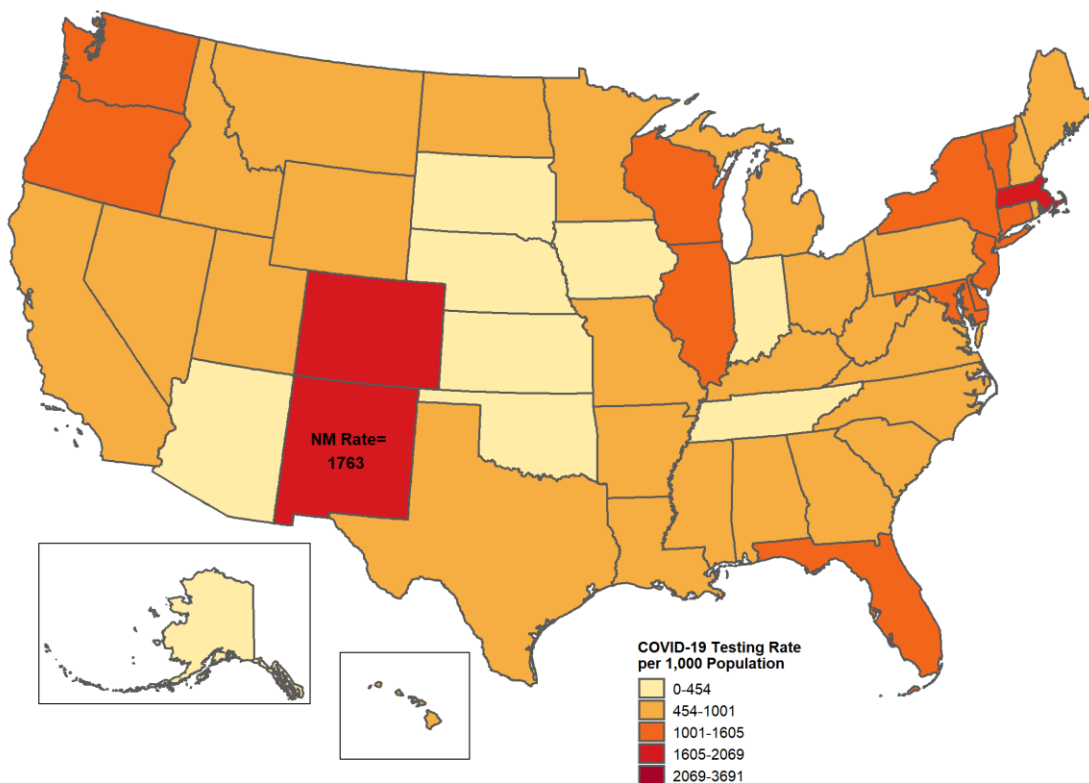 NM Rate=
1763
COVID-19 Testing Rate
per 1,000 Population
0-454
454-1001
1001-1605
1605-2069
2069-3691